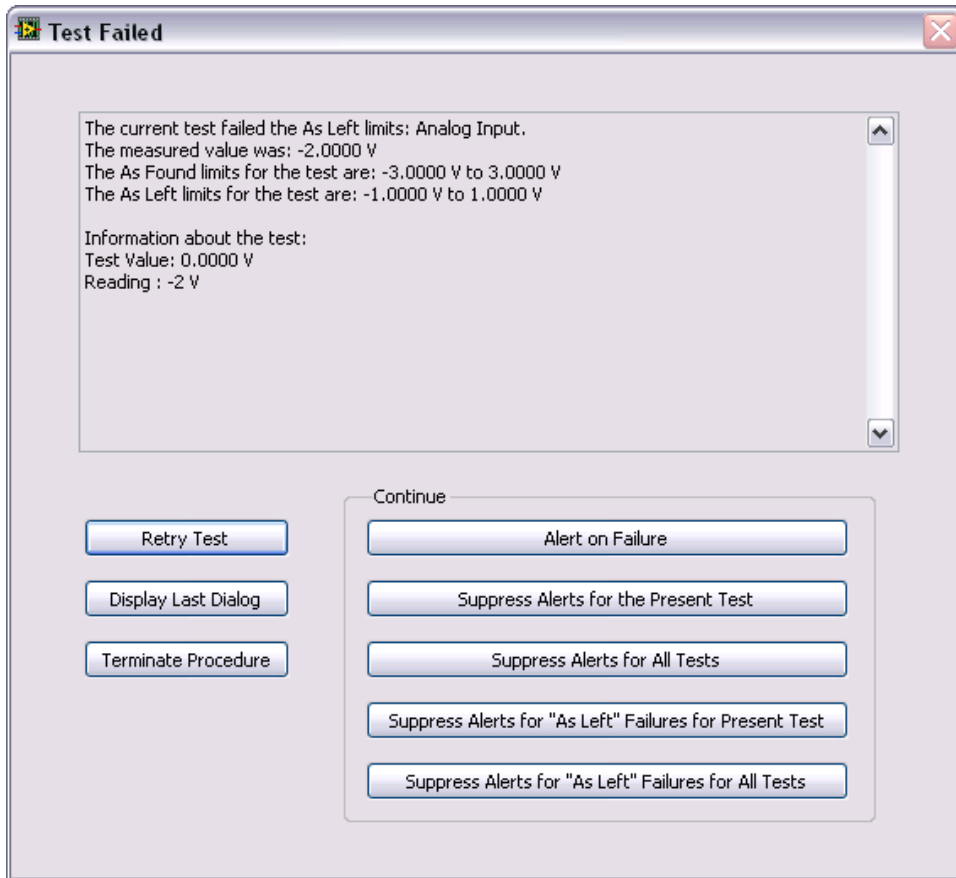 Test Failed
The current test failed the As Left limits: Analog Input.
The measured value was: -2.0000 V
The As Found limits for the test are: -3.0000 V to 3.0000 V
The As Left limits for the test are: -1.0000 V to 1.0000 V
Information about the test:
Test Value: 0.0000 V
Reading : -2 V
Retry Test
Display Last Dialog
Terminate Procedure
Continue
Alert on Failure
Suppress Alerts for the Present Test
Suppress Alerts for All Tests
Suppress Alerts for "As Left" Failures for Present Test
Suppress Alerts for "As Left" Failures for All Tests